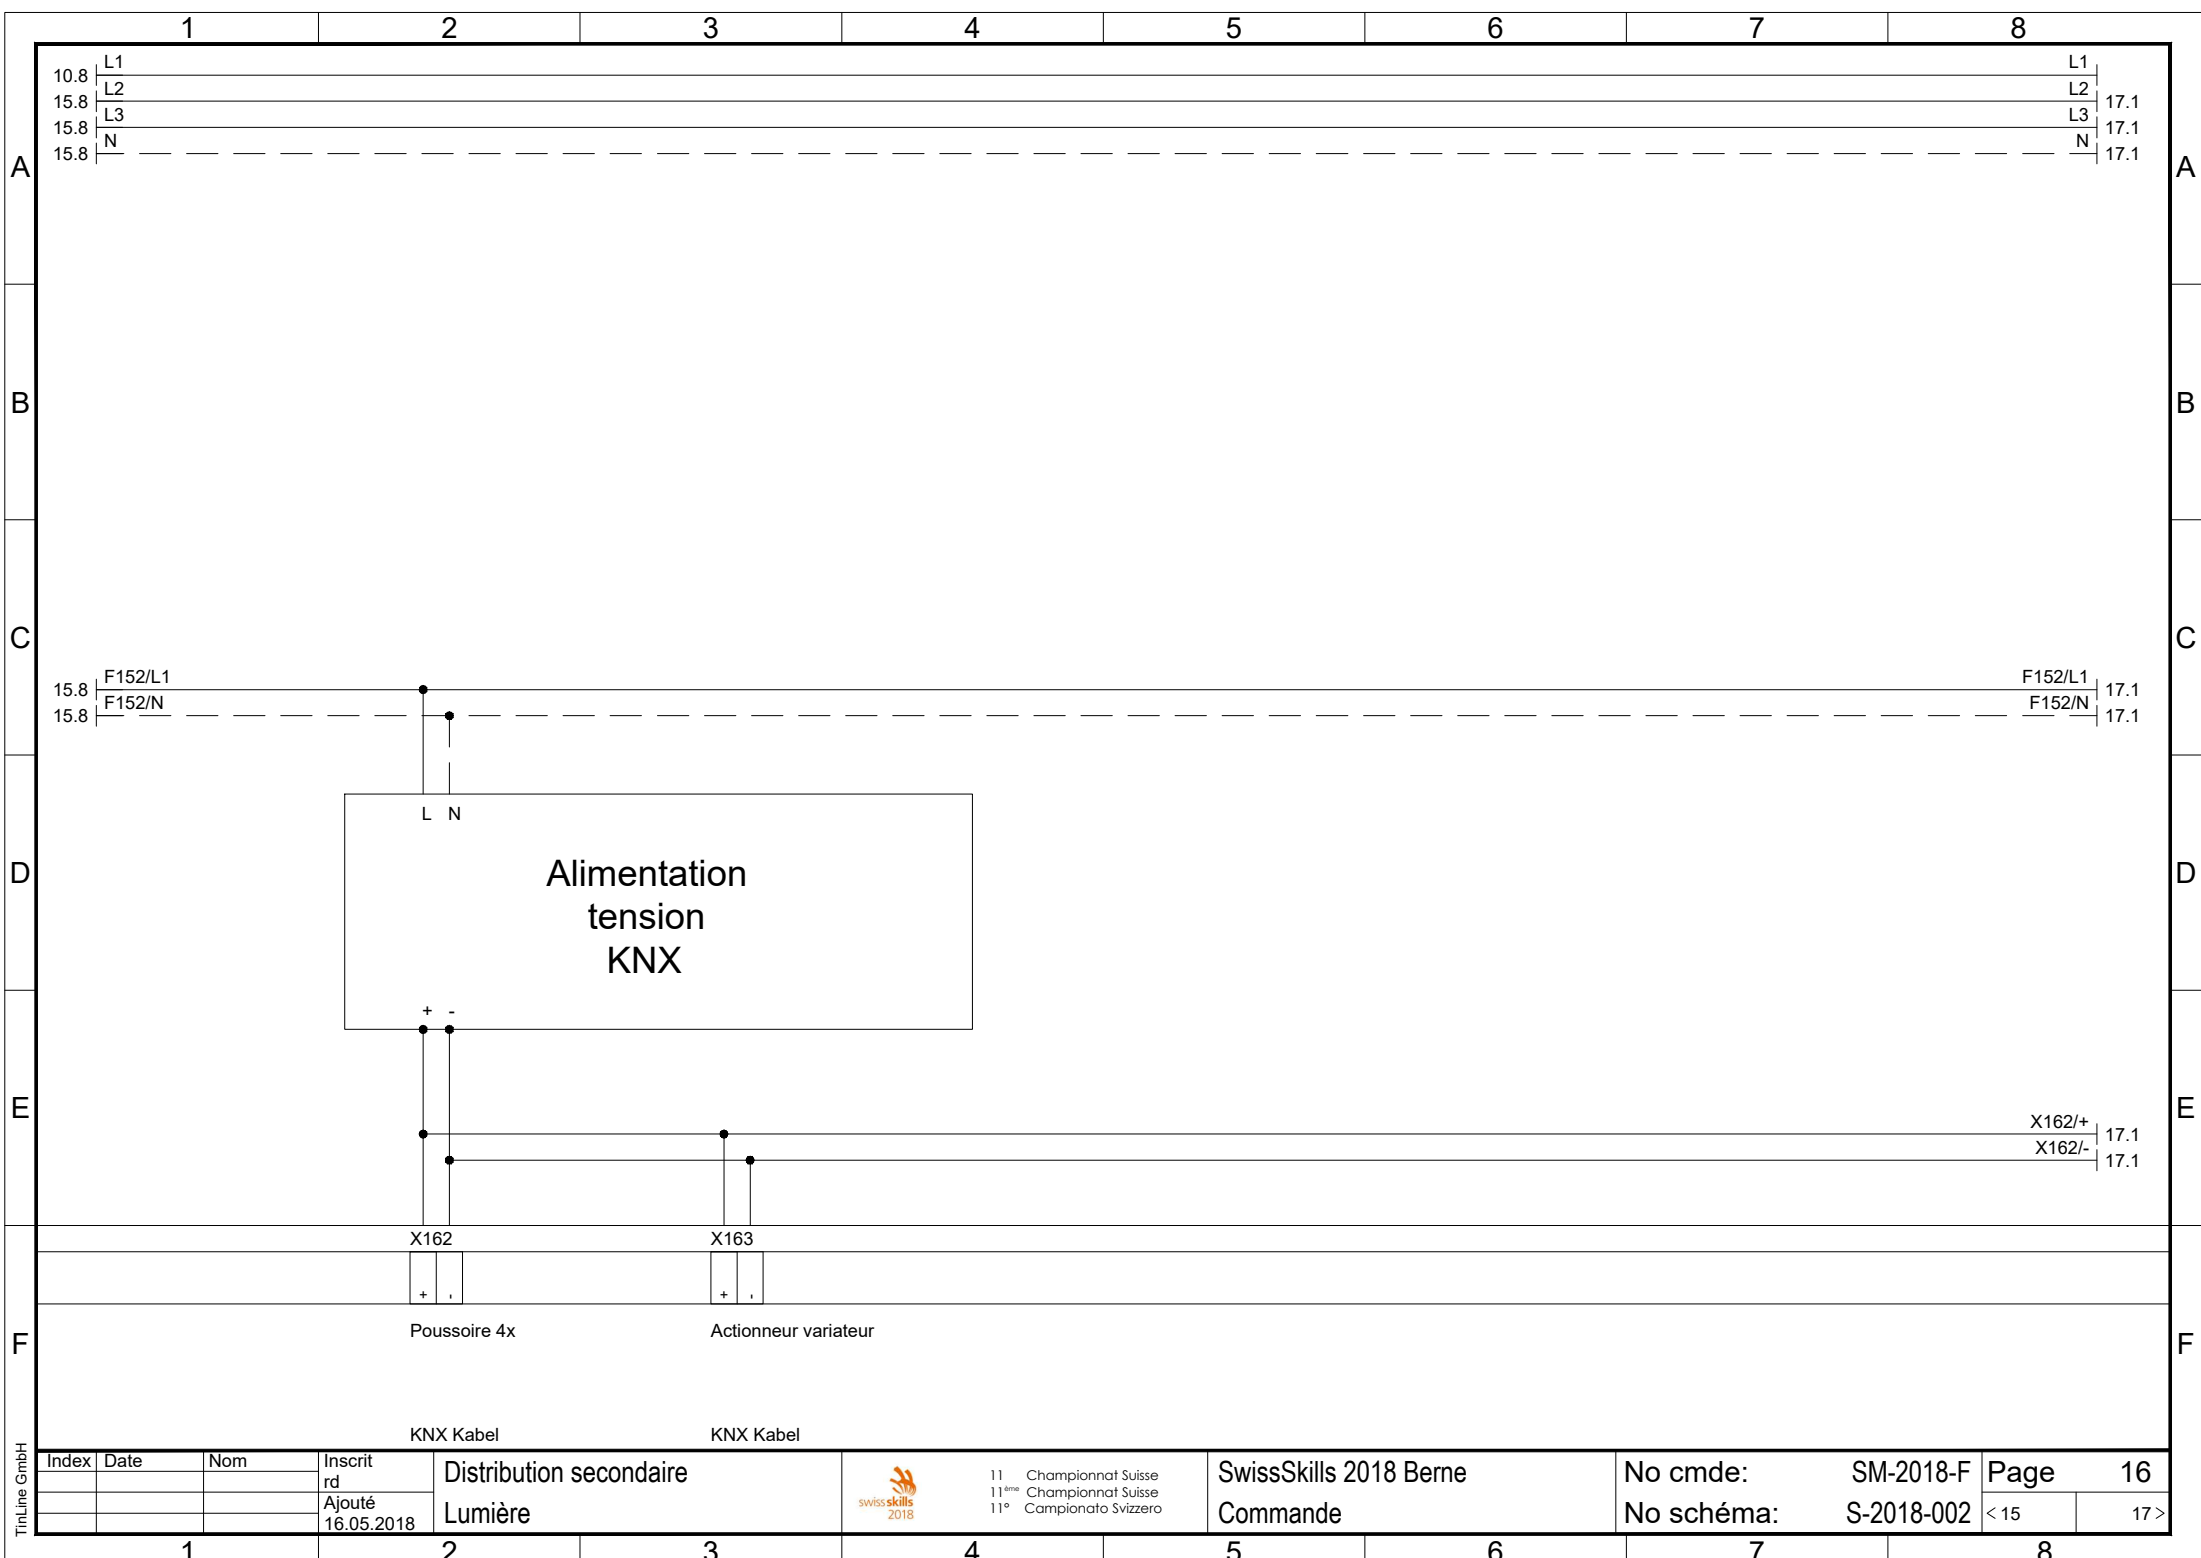 1 2 3 4 5 6 7 8
10.8 L1 L1
15.8 L2 L2 17.1
15.8 L3 L3 17.1
15.8 N N 17.1
A A
B B
C C
15.8 F152/L1 F152/L1 17.1
15.8 F152/N F152/N 17.1
L N
Alimentation
tension
KNX
D D
+ -
E E
X162/+ 17.1
X162/- 17.1
X162 X163
+ - + -
Poussoire 4x Actionneur variateur
F F
KNX Kabel KNX Kabel
TinLine GmbH
Index Date Nom
Inscrit
rd
Ajouté
16.05.2018
Distribution secondaire
Lumière
swiss skills
2018
11 Championnat Suisse
11ème Championnat Suisse
11° Campionato Svizzero
SwissSkills 2018 Berne
Commande
No cmde: SM-2018-F
No schéma: S-2018-002
Page 16
< 15 17 >
1 2 3 4 5 6 7 8